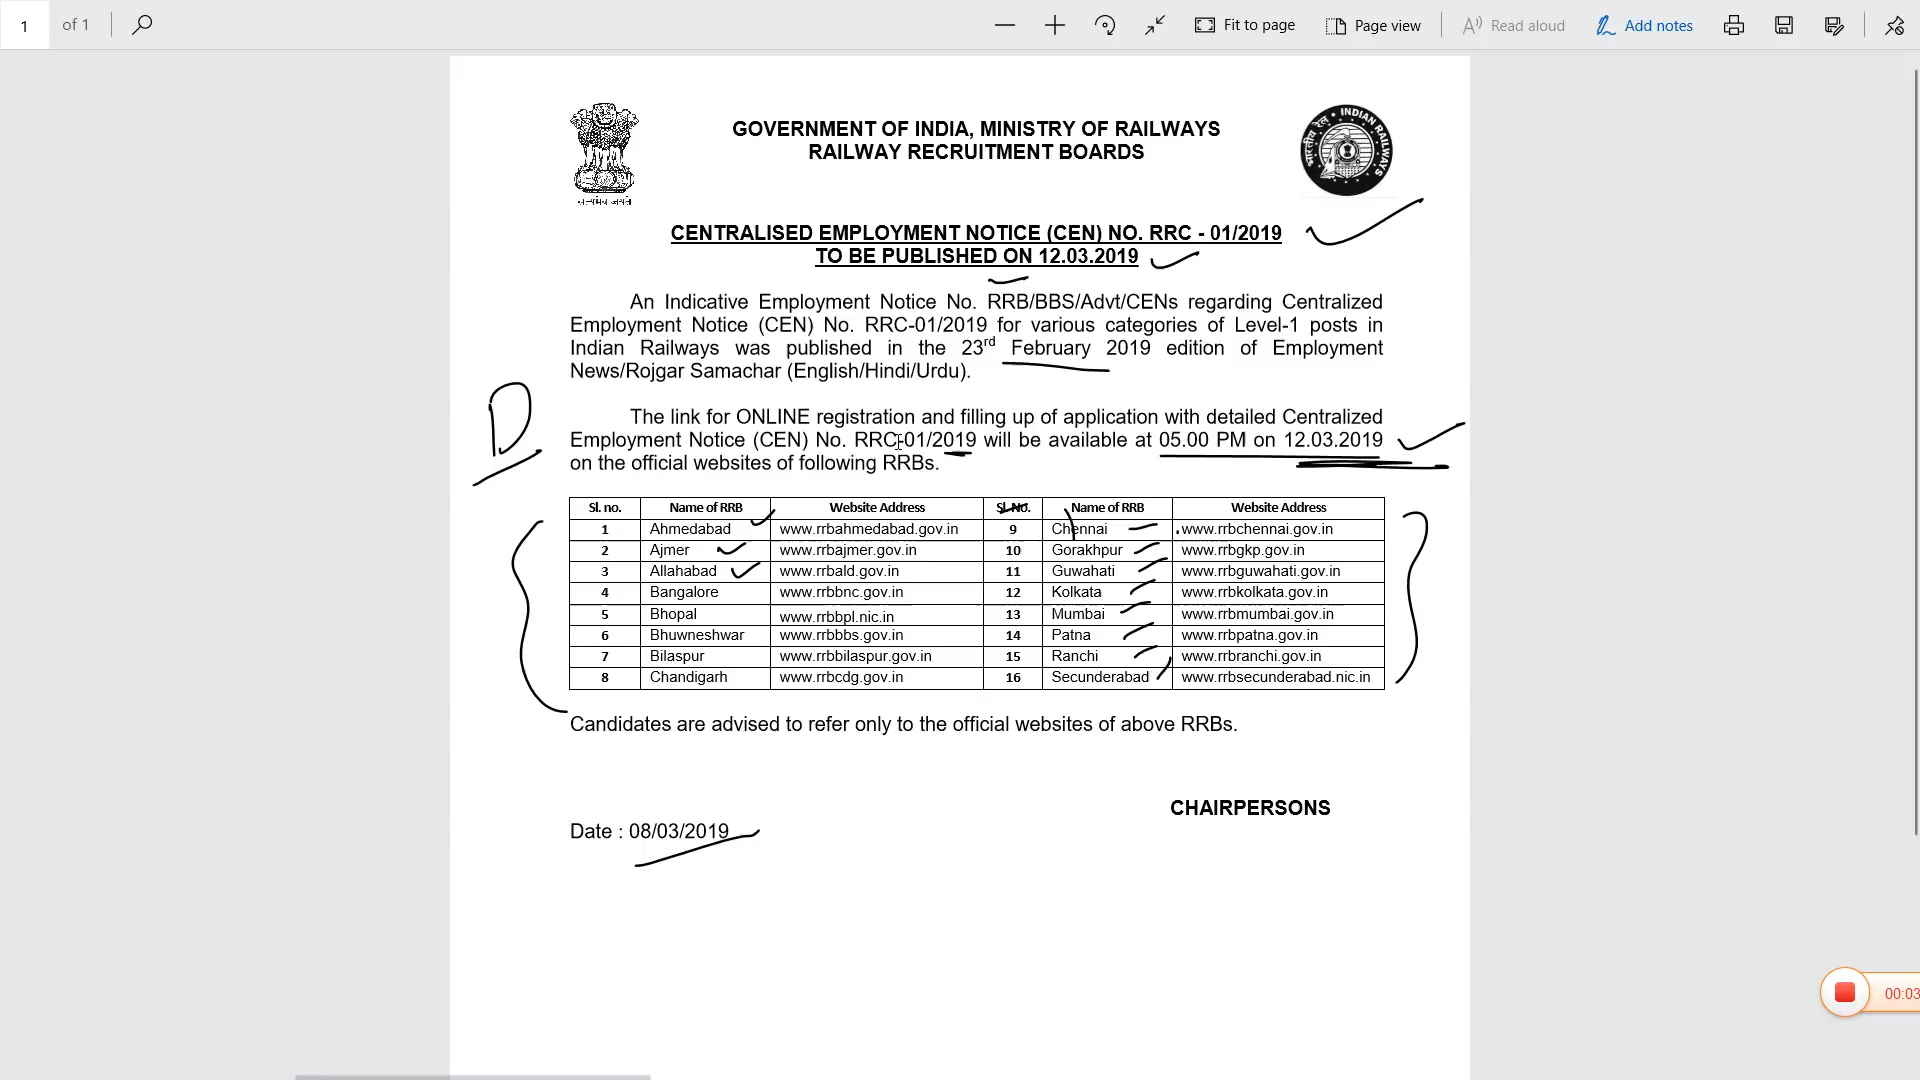 1 of 1 Fit to page Page view Read aloud Add notes
INDIAN RAILWAYS
भारतीय रेल
GOVERNMENT OF INDIA, MINISTRY OF RAILWAYS
RAILWAY RECRUITMENT BOARDS
CENTRALISED EMPLOYMENT NOTICE (CEN) NO. RRC - 01/2019
TO BE PUBLISHED ON 12.03.2019
An Indicative Employment Notice No. RRB/BBS/Advt/CENs regarding Centralized
Employment Notice (CEN) No. RRC-01/2019 for various categories of Level-1 posts in
Indian Railways was published in the 23rd February 2019 edition of Employment
News/Rojgar Samachar (English/Hindi/Urdu).
D
The link for ONLINE registration and filling up of application with detailed Centralized
Employment Notice (CEN) No. RRC-01/2019 will be available at 05.00 PM on 12.03.2019
on the official websites of following RRBs.
Sl. no. Name of RRB Website Address Sl. No. Name of RRB Website Address
1 Ahmedabad www.rrbahmedabad.gov.in 9 Chennai www.rrbchennai.gov.in
2 Ajmer www.rrbajmer.gov.in 10 Gorakhpur www.rrbgkp.gov.in
3 Allahabad www.rrbald.gov.in 11 Guwahati www.rrbguwahati.gov.in
4 Bangalore www.rrbbnc.gov.in 12 Kolkata www.rrbkolkata.gov.in
5 Bhopal www.rrbbpl.nic.in 13 Mumbai www.rrbmumbai.gov.in
6 Bhuwneshwar www.rrbbbs.gov.in 14 Patna www.rrbpatna.gov.in
7 Bilaspur www.rrbbilaspur.gov.in 15 Ranchi www.rrbranchi.gov.in
8 Chandigarh www.rrbcdg.gov.in 16 Secunderabad www.rrbsecunderabad.nic.in
Candidates are advised to refer only to the official websites of above RRBs.
CHAIRPERSONS
Date : 08/03/2019
00:03